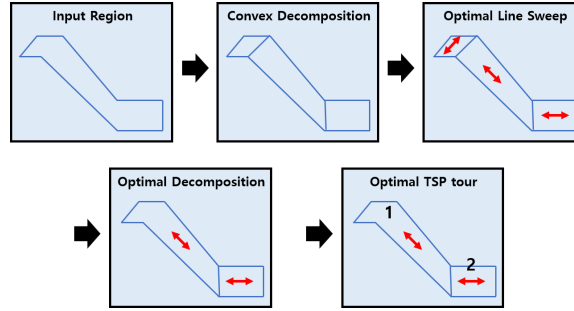 Input Region
Convex Decomposition
Optimal Line Sweep
Optimal Decomposition
Optimal TSP tour
1
2